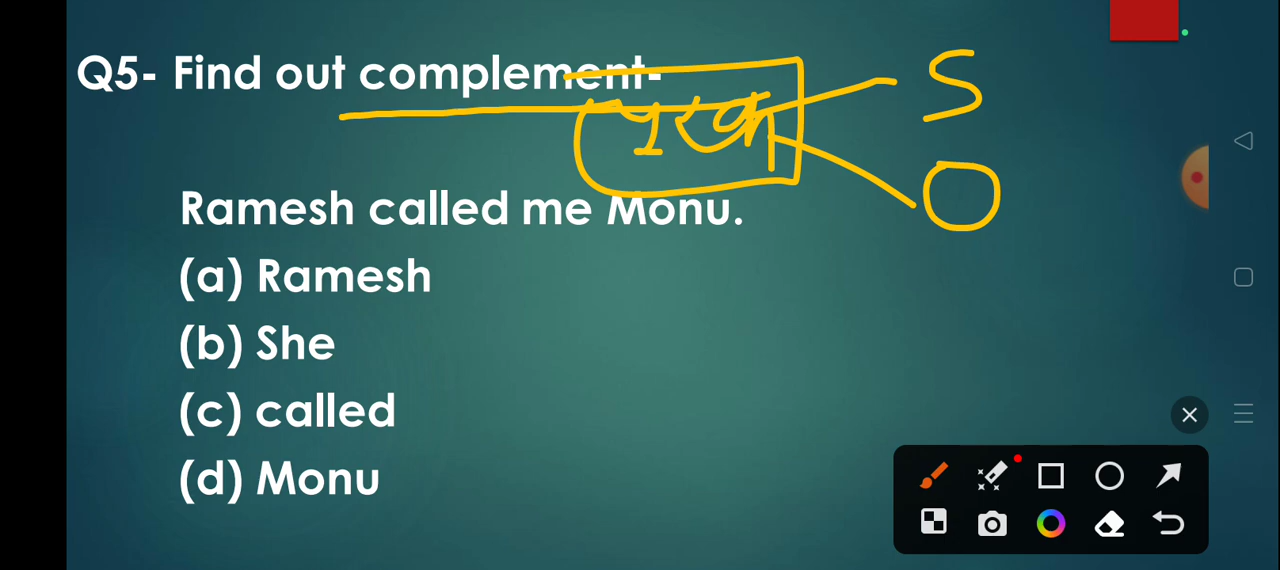 Q5- Find out complement-
पूरक
S
O
Ramesh called me Monu.
(a) Ramesh
(b) She
(c) called
(d) Monu